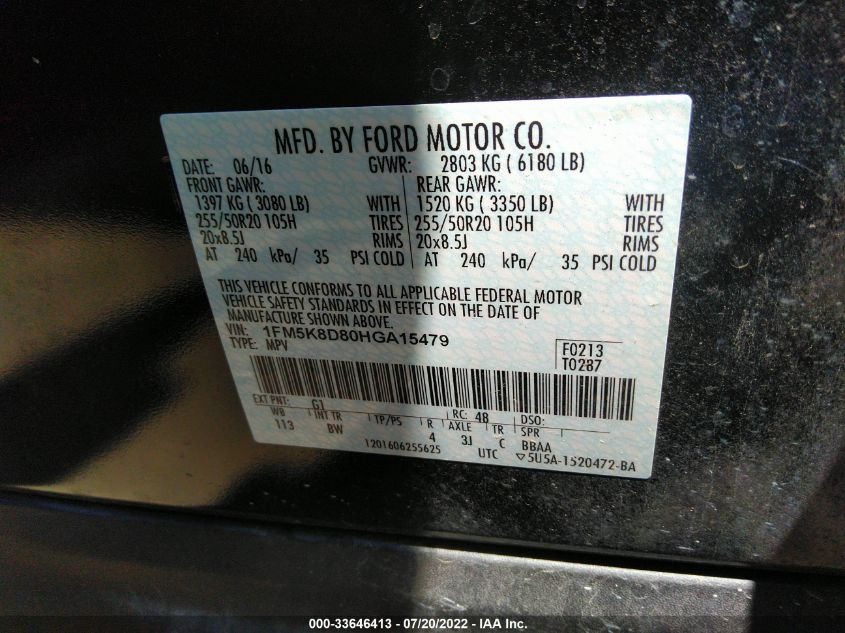 MFD. BY FORD MOTOR CO.
DATE: 06/16 GVWR: 2803 KG ( 6180 LB)
FRONT GAWR: REAR GAWR:
1397 KG ( 3080 LB) WITH 1520 KG ( 3350 LB) WITH
255/50R20 105H TIRES 255/50R20 105H TIRES
20x8.5J RIMS 20x8.5J RIMS
AT 240 kPa/ 35 PSI COLD AT 240 kPa/ 35 PSI COLD
THIS VEHICLE CONFORMS TO ALL APPLICABLE FEDERAL MOTOR
VEHICLE SAFETY STANDARDS IN EFFECT ON THE DATE OF
MANUFACTURE SHOWN ABOVE.
VIN: 1FM5K8D80HGA15479
TYPE: MPV
F0213
T0287
EXT PNT: G1 RC: 48 DSO:
WB INT TR TP/PS R AXLE TR SPR
113 BW 4 3J C BBAA
1201606255625 UTC ▽5U5A-1520472-BA
000-33646413 - 07/20/2022 - IAA Inc.